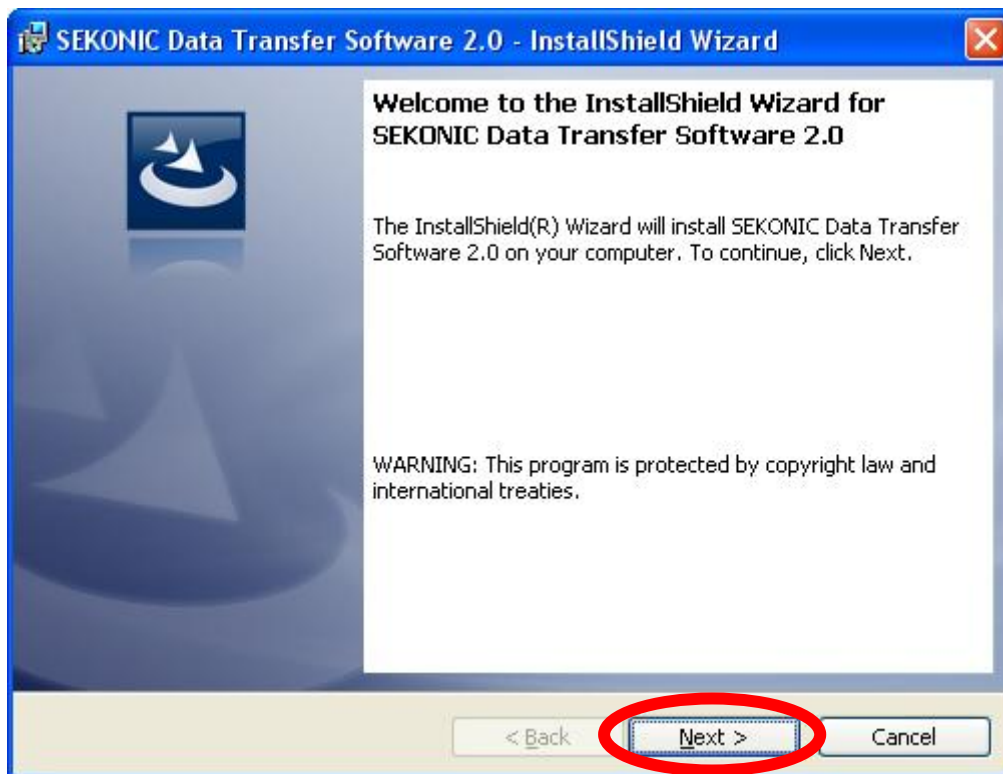 SEKONIC Data Transfer Software 2.0 - InstallShield Wizard
Welcome to the InstallShield Wizard for
SEKONIC Data Transfer Software 2.0
The InstallShield(R) Wizard will install SEKONIC Data Transfer
Software 2.0 on your computer. To continue, click Next.
WARNING: This program is protected by copyright law and
international treaties.
< Back
Next >
Cancel